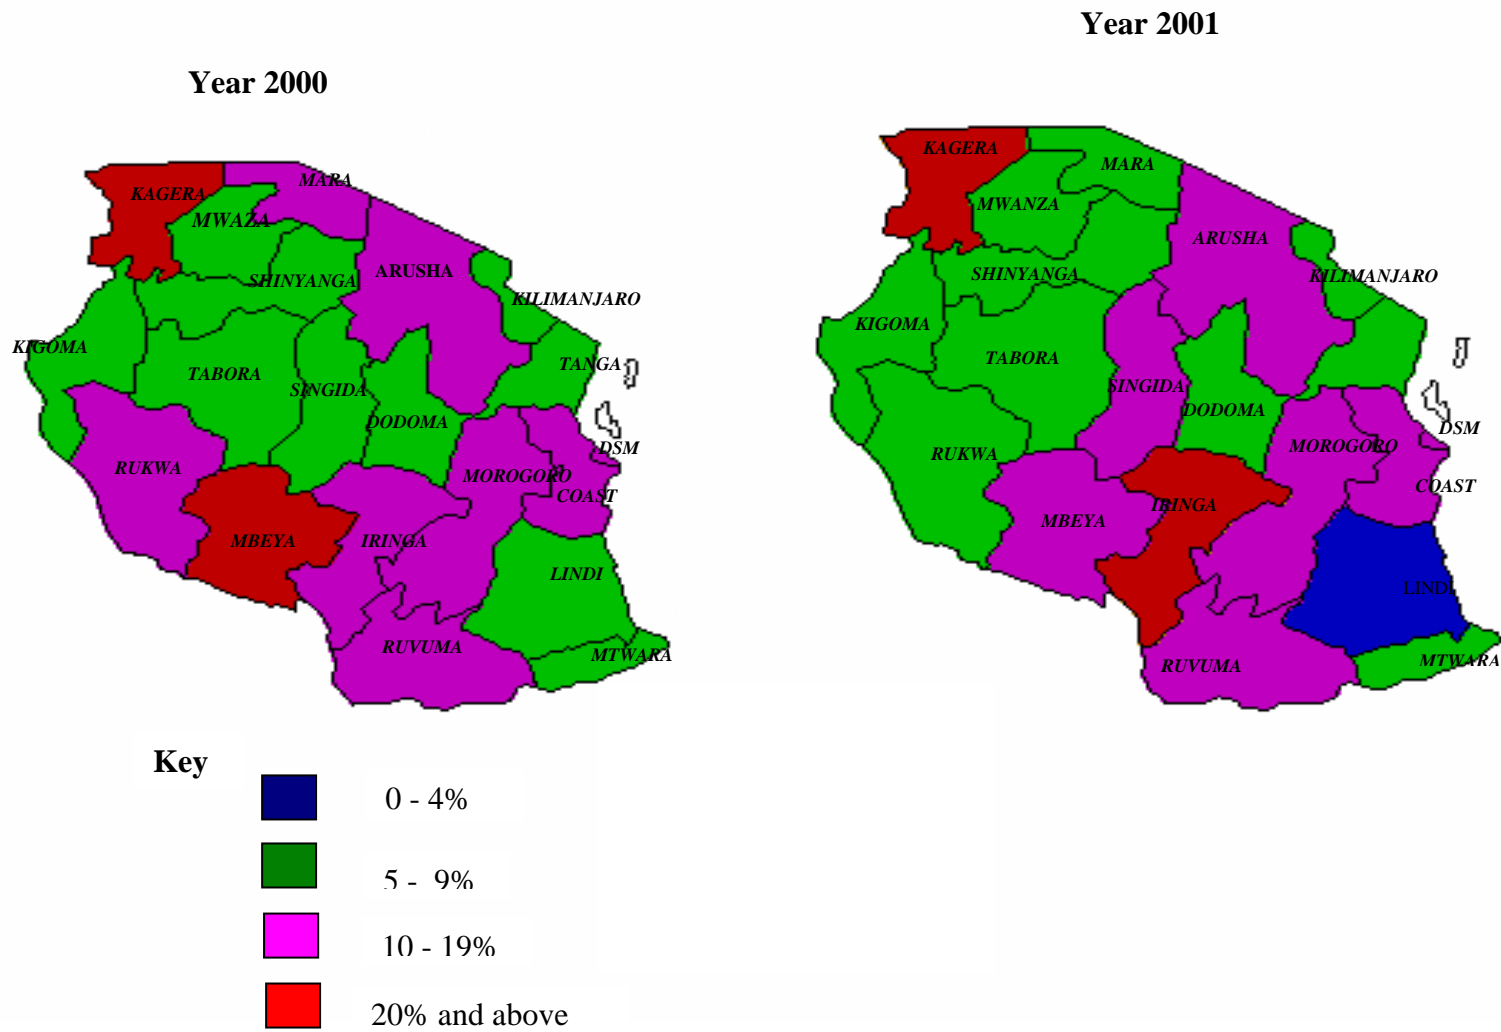 Year 2000
KAGERA
MARA
MWAZA
SHINYANGA
ARUSHA
KILIMANJARO
KIGOMA
TABORA
SINGIDA
TANGA
DODOMA
RUKWA
MOROGORO
DSM
COAST
MBEYA
IRINGA
LINDI
RUVUMA
MTWARA
Year 2001
KAGERA
MARA
MWANZA
ARUSHA
SHINYANGA
KILIMANJARO
KIGOMA
TABORA
SINGIDA
DODOMA
DSM
RUKWA
MOROGORO
COAST
MBEYA
IRINGA
LINDI
RUVUMA
MTWARA
Key
0 - 4%
5 - 9%
10 - 19%
20% and above